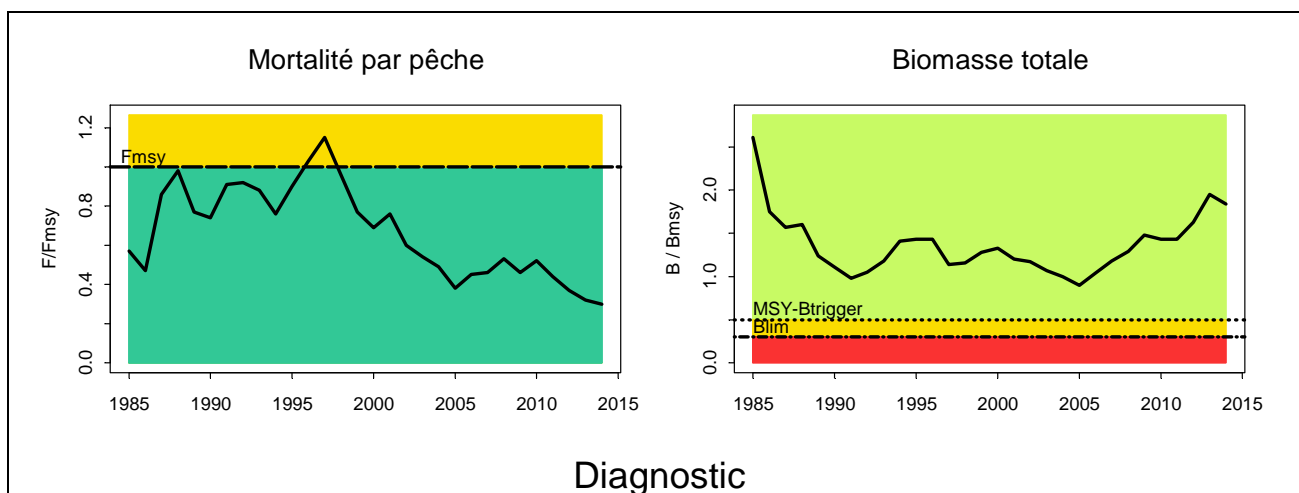 Mortalité par pêche
F/Fmsy
1.2
0.8
0.4
0.0
Fmsy
1985 1990 1995 2000 2005 2010 2015
Biomasse totale
B / Bmsy
2.0
1.0
0.0
MSY-Btrigger
Blim
1985 1990 1995 2000 2005 2010 2015
Diagnostic